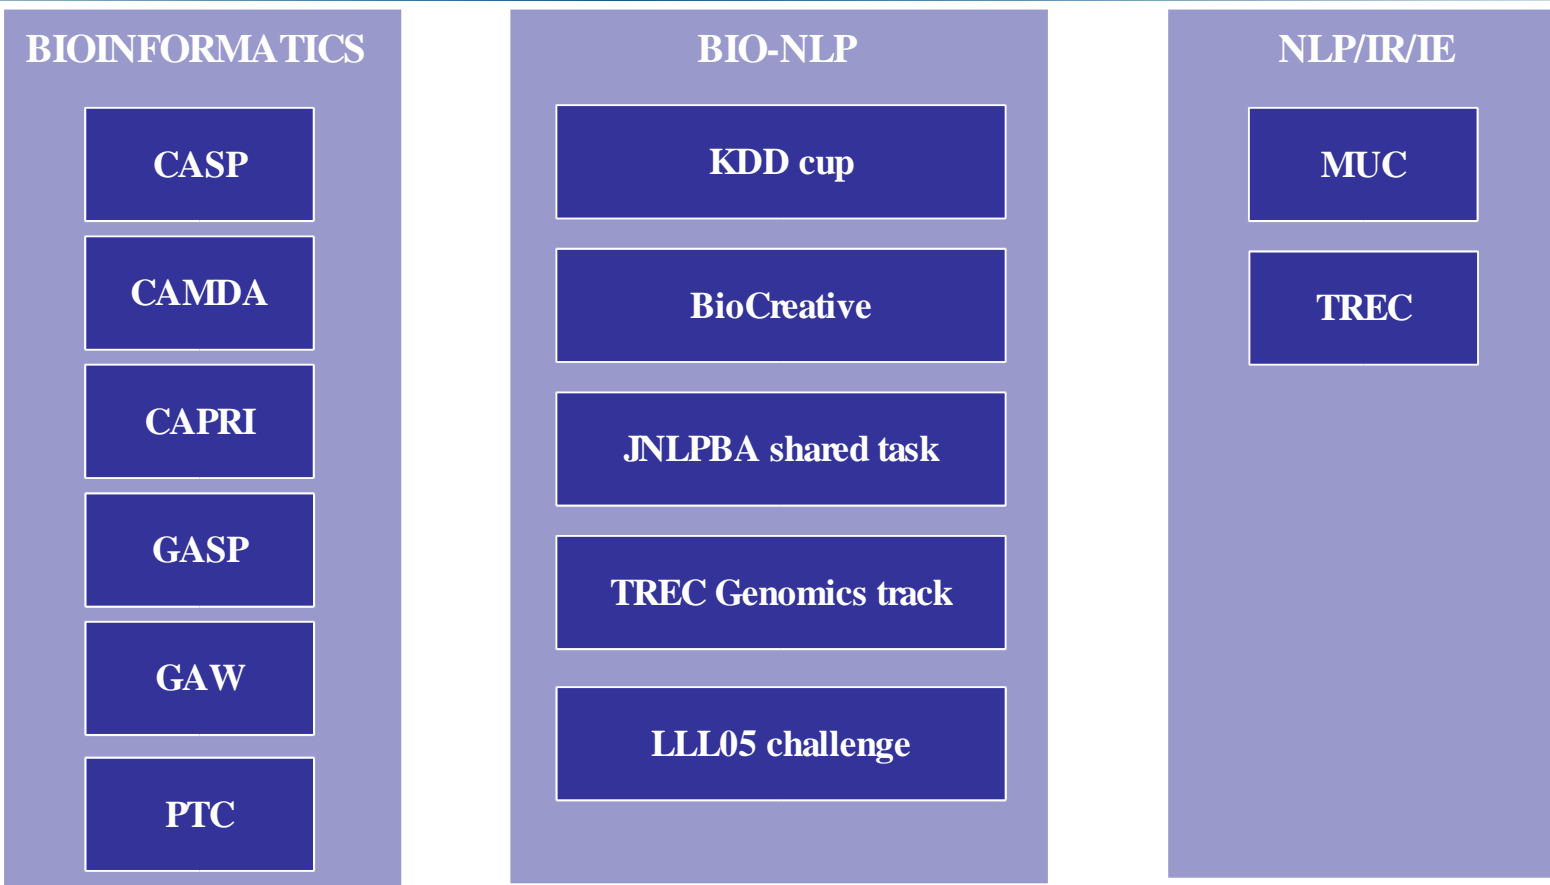 BIOINFORMATICS
CASP
CAMDA
CAPRI
GASP
GAW
PTC
BIO-NLP
KDD cup
BioCreative
JNLPBA shared task
TREC Genomics track
LLL05 challenge
NLP/IR/IE
MUC
TREC